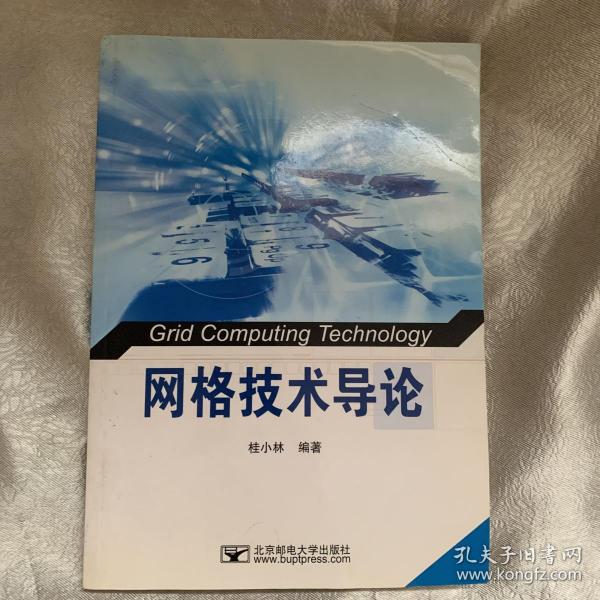 Grid Computing Technology
网格技术导论
桂小林 编著
北京邮电大学出版社
www.buptpress.com
孔夫子旧书网
www.kongfz.com